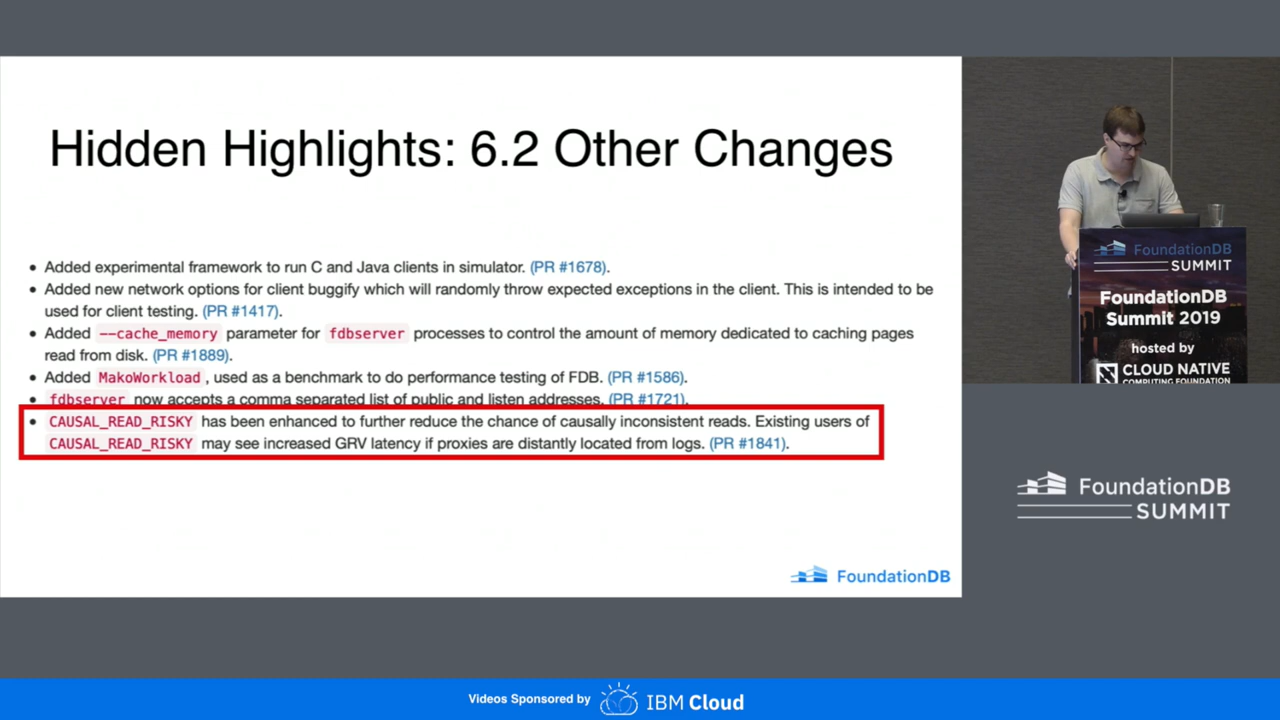 Hidden Highlights: 6.2 Other Changes
• Added experimental framework to run C and Java clients in simulator. (PR #1678).
• Added new network options for client buggify which will randomly throw expected exceptions in the client. This is intended to
be used for client testing. (PR #1417).
• Added --cache_memory parameter for fdbserver processes to control the amount of memory dedicated to caching pages
read from disk. (PR #1889).
• Added MakoWorkload, used as a benchmark to do performance testing of FDB. (PR #1586).
• fdbserver now accepts a comma separated list of public and listen addresses. (PR #1721).
• CAUSAL_READ_RISKY has been enhanced to further reduce the chance of causally inconsistent reads. Existing users of
CAUSAL_READ_RISKY may see increased GRV latency if proxies are distantly located from logs. (PR #1841).
FoundationDB
FoundationDB
SUMMIT
FoundationDB
Summit 2019
hosted by
CLOUD NATIVE
COMPUTING FOUNDATION
FoundationDB
SUMMIT
Videos Sponsored by IBM Cloud